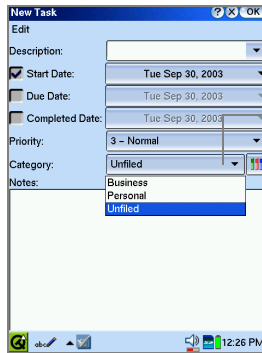 New Task ? X OK
Edit
Description:
Start Date: Tue Sep 30, 2003
Due Date: Tue Sep 30, 2003
Completed Date: Tue Sep 30, 2003
Priority: 3 – Normal
Category: Unfiled
Business
Personal
Unfiled
Notes:
abc 12:26 PM